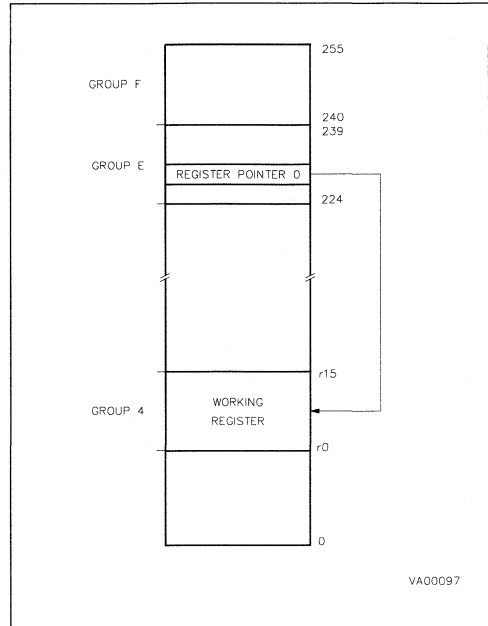 255
GROUP F
240
239
GROUP E
REGISTER POINTER 0
224
r15
WORKING
GROUP 4
REGISTER
r0
0
VA00097